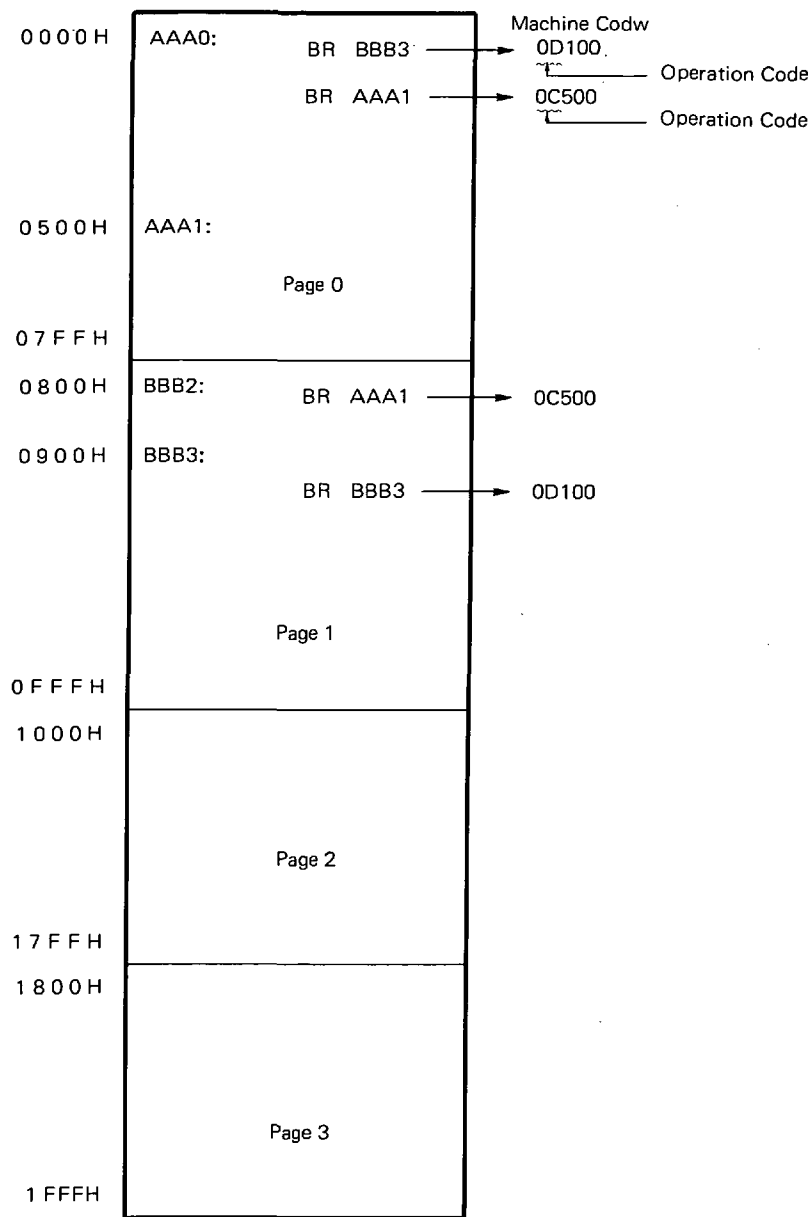 Machine Codw
0000H AAA0: BR BBB3 0D100
Operation Code
BR AAA1 0C500
Operation Code
0500H AAA1:
Page 0
07FFH
0800H BBB2: BR AAA1 0C500
0900H BBB3:
BR BBB3 0D100
Page 1
0FFFH
1000H
Page 2
17FFH
1800H
Page 3
1FFFH